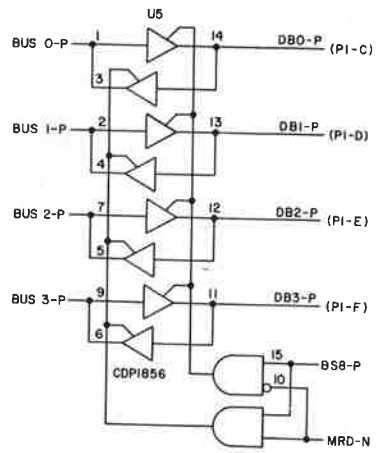 U5
BUS 0-P 1 14 DB0-P (P1-C)
3
BUS 1-P 2 13 DB1-P (P1-D)
4
BUS 2-P 7 12 DB2-P (P1-E)
5
BUS 3-P 9 11 DB3-P (P1-F)
6
CDP1856
15 BS8-P
10
MRD-N